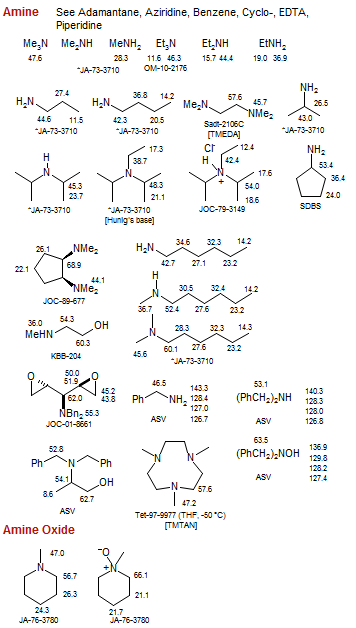 Amine See Adamantane, Aziridine, Benzene, Cyclo-, EDTA,
Piperidine
Me3N Me2NH MeNH2 Et3N Et2NH EtNH2
47.6 28.3 11.6 46.3 15.7 44.4 19.0 36.9
"JA-73-3710 OM-10-2176
H2N 27.4 44.6 11.5
"JA-73-3710
H2N 36.8 14.2 42.3 20.5
"JA-73-3710
Me2N 57.6 45.7 NMe2
Sadt-2106C
[TMEDA]
NH2 26.5 43.0
"JA-73-3710
H N 45.3 23.7
"JA-73-3710
17.3 38.7 N 48.3 21.1
"JA-73-3710
[Hunig's base]
Cl- 12.4 H 42.4 N + 17.6 54.0 18.6
JOC-79-3149
NH2 53.4 36.4 24.0
SDBS
26.1 NMe2 68.9 22.1 44.1 NMe2
JOC-89-677
H2N 34.6 32.3 14.2
42.7 27.1 23.2
H N 30.5 32.4 14.2
36.7 52.4 27.6 23.2
36.0 54.3 OH
MeHN 60.3
KBB-204
N 28.3 32.3 14.3
45.6 60.1 27.6 23.2
"JA-73-3710
O 50.0 51.9 O 62.0 45.2 43.8
NBn2 55.3
JOC-01-8661
46.5 Ph NH2
143.3
128.4
127.0
126.7
ASV
53.1
(PhCH2)2NH
140.3
128.3
128.0
126.8
ASV
52.8
Ph N Ph
54.1 OH
8.6 62.7
ASV
N N N 57.6
47.2
Tet-97-9977 (THF, -50 °C)
[TMTAN]
63.5
(PhCH2)2NOH
136.9
129.8
128.2
127.4
ASV
Amine Oxide
47.0 N 56.7 26.3 24.3
JA-76-3780
-O +N 66.1 21.1 21.7
JA-76-3780